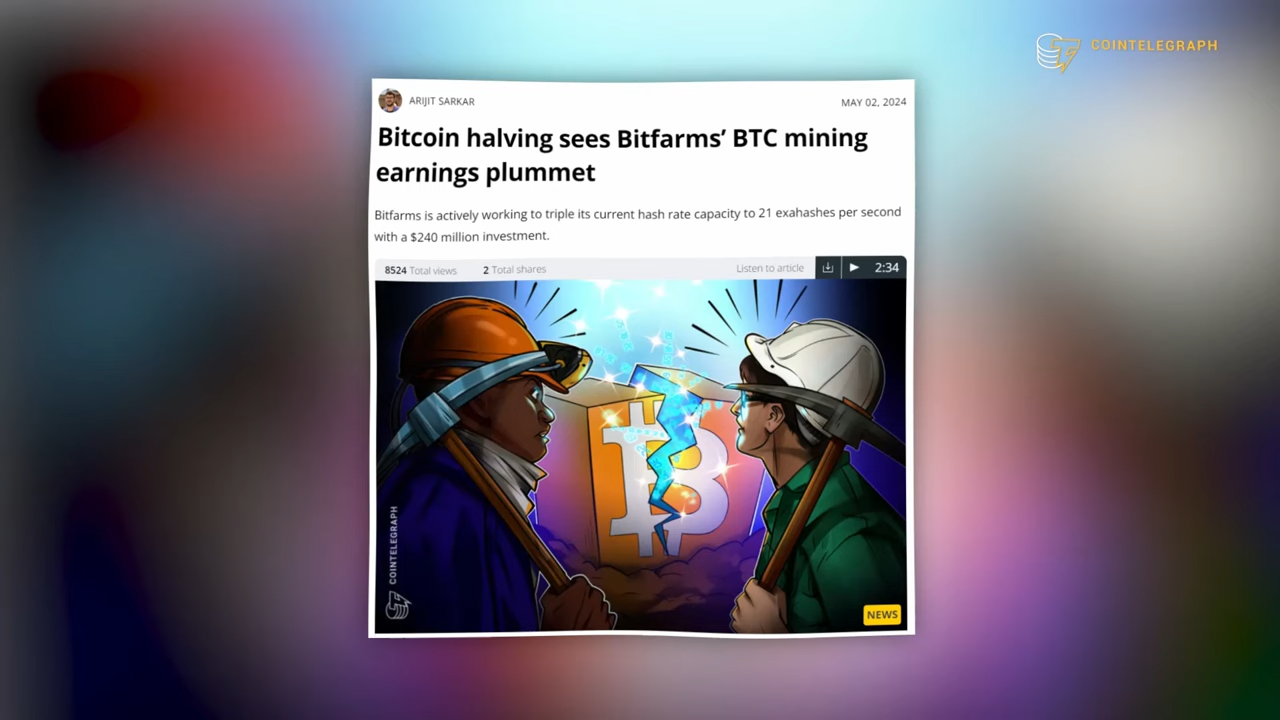 COINTELEGRAPH
ARIJIT SARKAR
MAY 02, 2024
Bitcoin halving sees Bitfarms’ BTC mining
earnings plummet
Bitfarms is actively working to triple its current hash rate capacity to 21 exahashes per second
with a $240 million investment.
8524 Total views 2 Total shares Listen to article 2:34
COINTELEGRAPH
NEWS